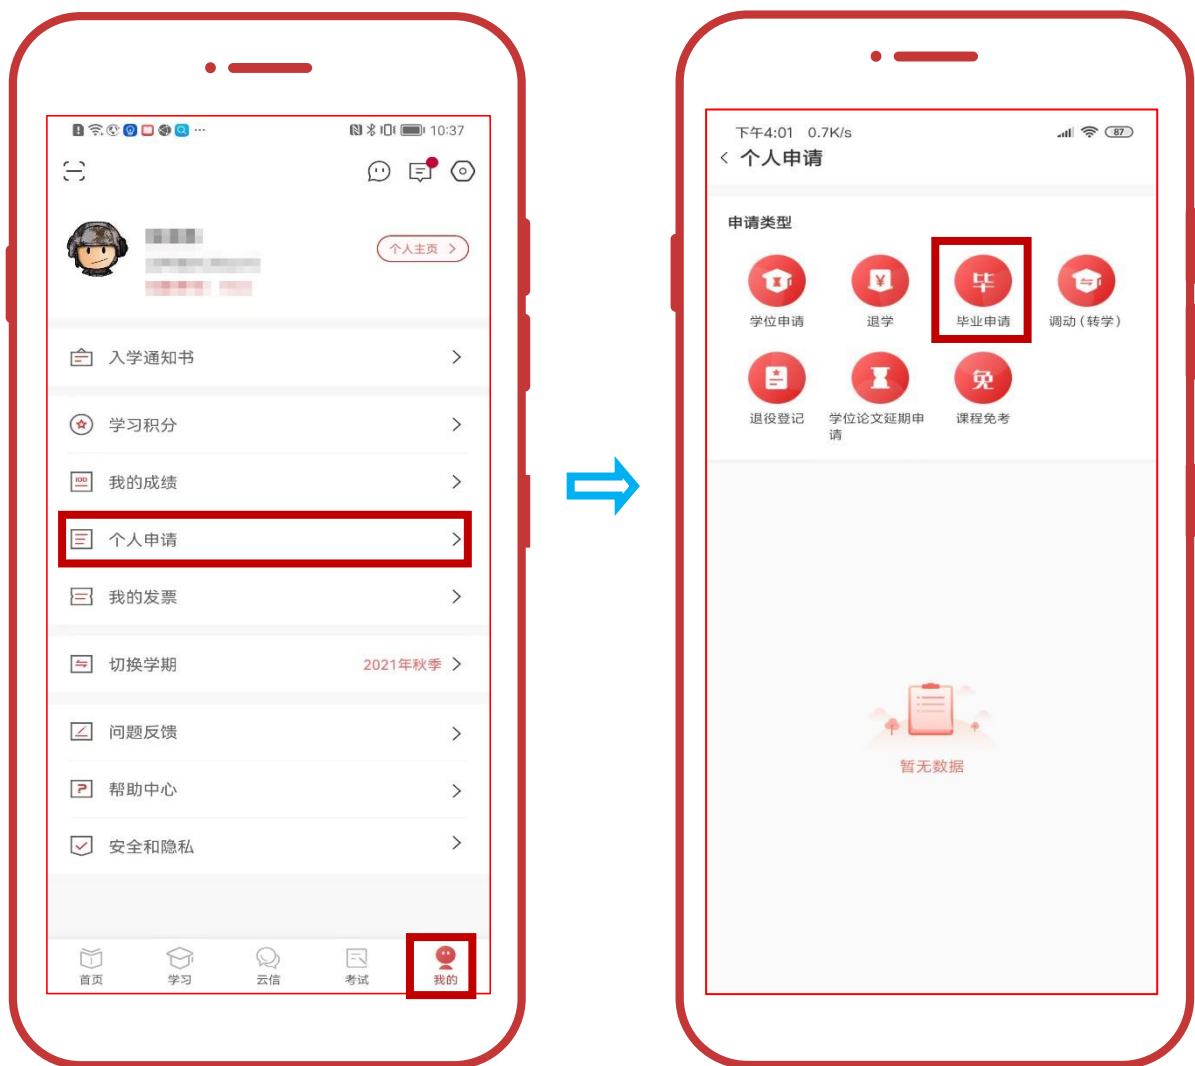 10:37
个人主页
入学通知书
学习积分
100
我的成绩
个人申请
我的发票
切换学期 2021年秋季
问题反馈
帮助中心
安全和隐私
首页 学习 云信 考试 我的
下午4:01 0.7K/s 87
个人申请
申请类型
毕
学位申请 退学 毕业申请 调动(转学)
免
退役登记 学位论文延期申 课程免考
请
暂无数据